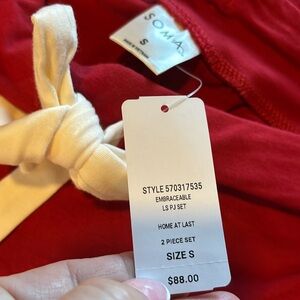 SOMA
S
STYLE 570317535
EMBRACEABLE
LS PJ SET
HOME AT LAST
2 PIECE SET
SIZE S
$88.00